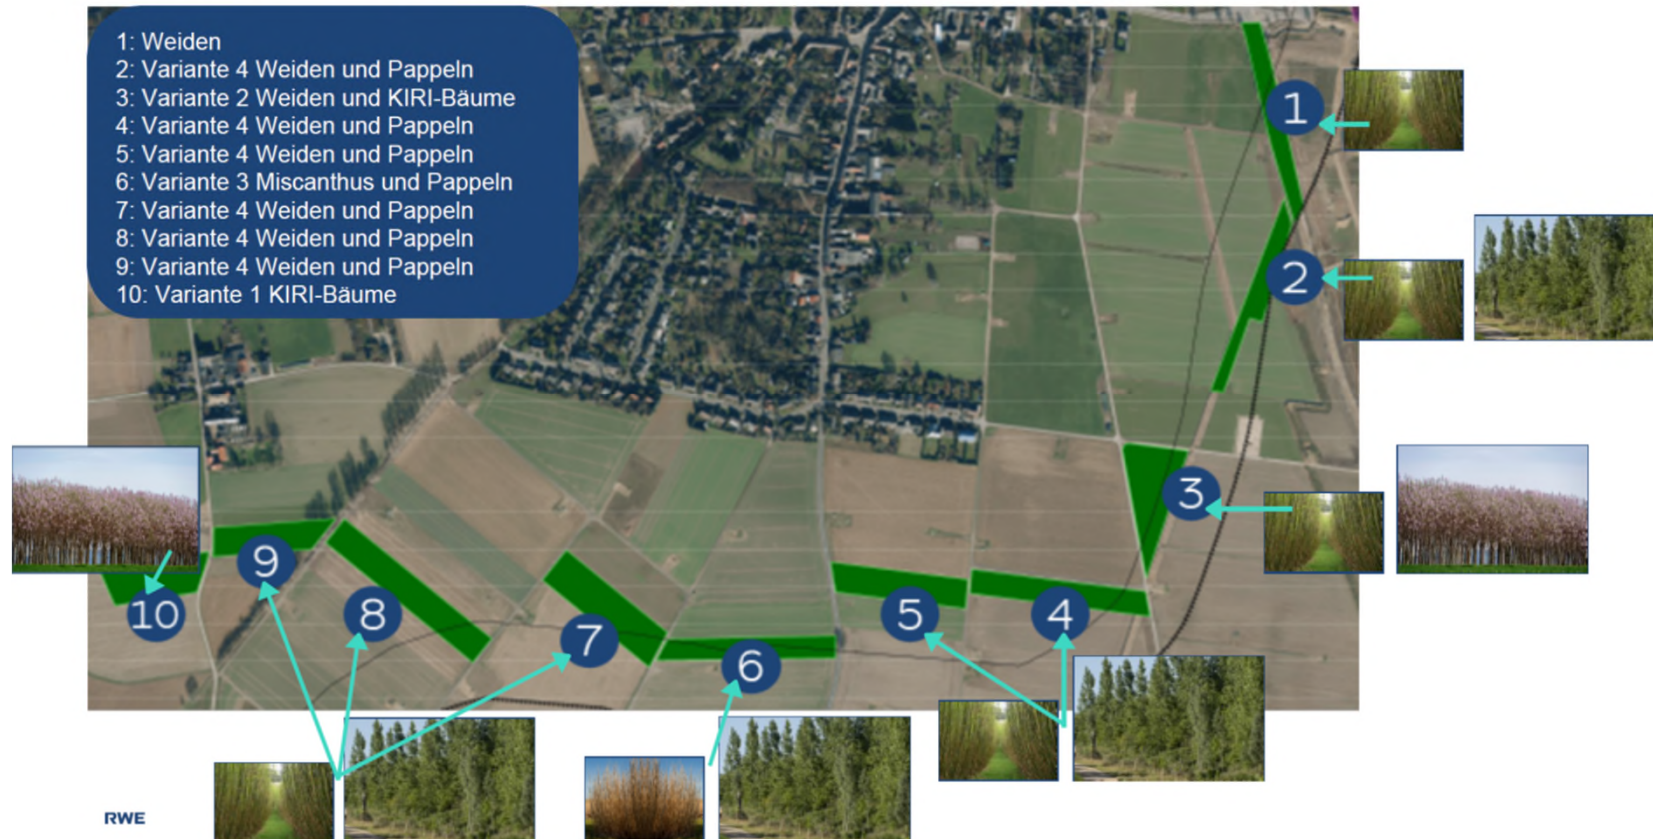 1: Weiden
2: Variante 4 Weiden und Pappeln
3: Variante 2 Weiden und KIRI-Bäume
4: Variante 4 Weiden und Pappeln
5: Variante 4 Weiden und Pappeln
6: Variante 3 Miscanthus und Pappeln
7: Variante 4 Weiden und Pappeln
8: Variante 4 Weiden und Pappeln
9: Variante 4 Weiden und Pappeln
10: Variante 1 KIRI-Bäume
1
2
3
4
5
6
7
8
9
10
RWE